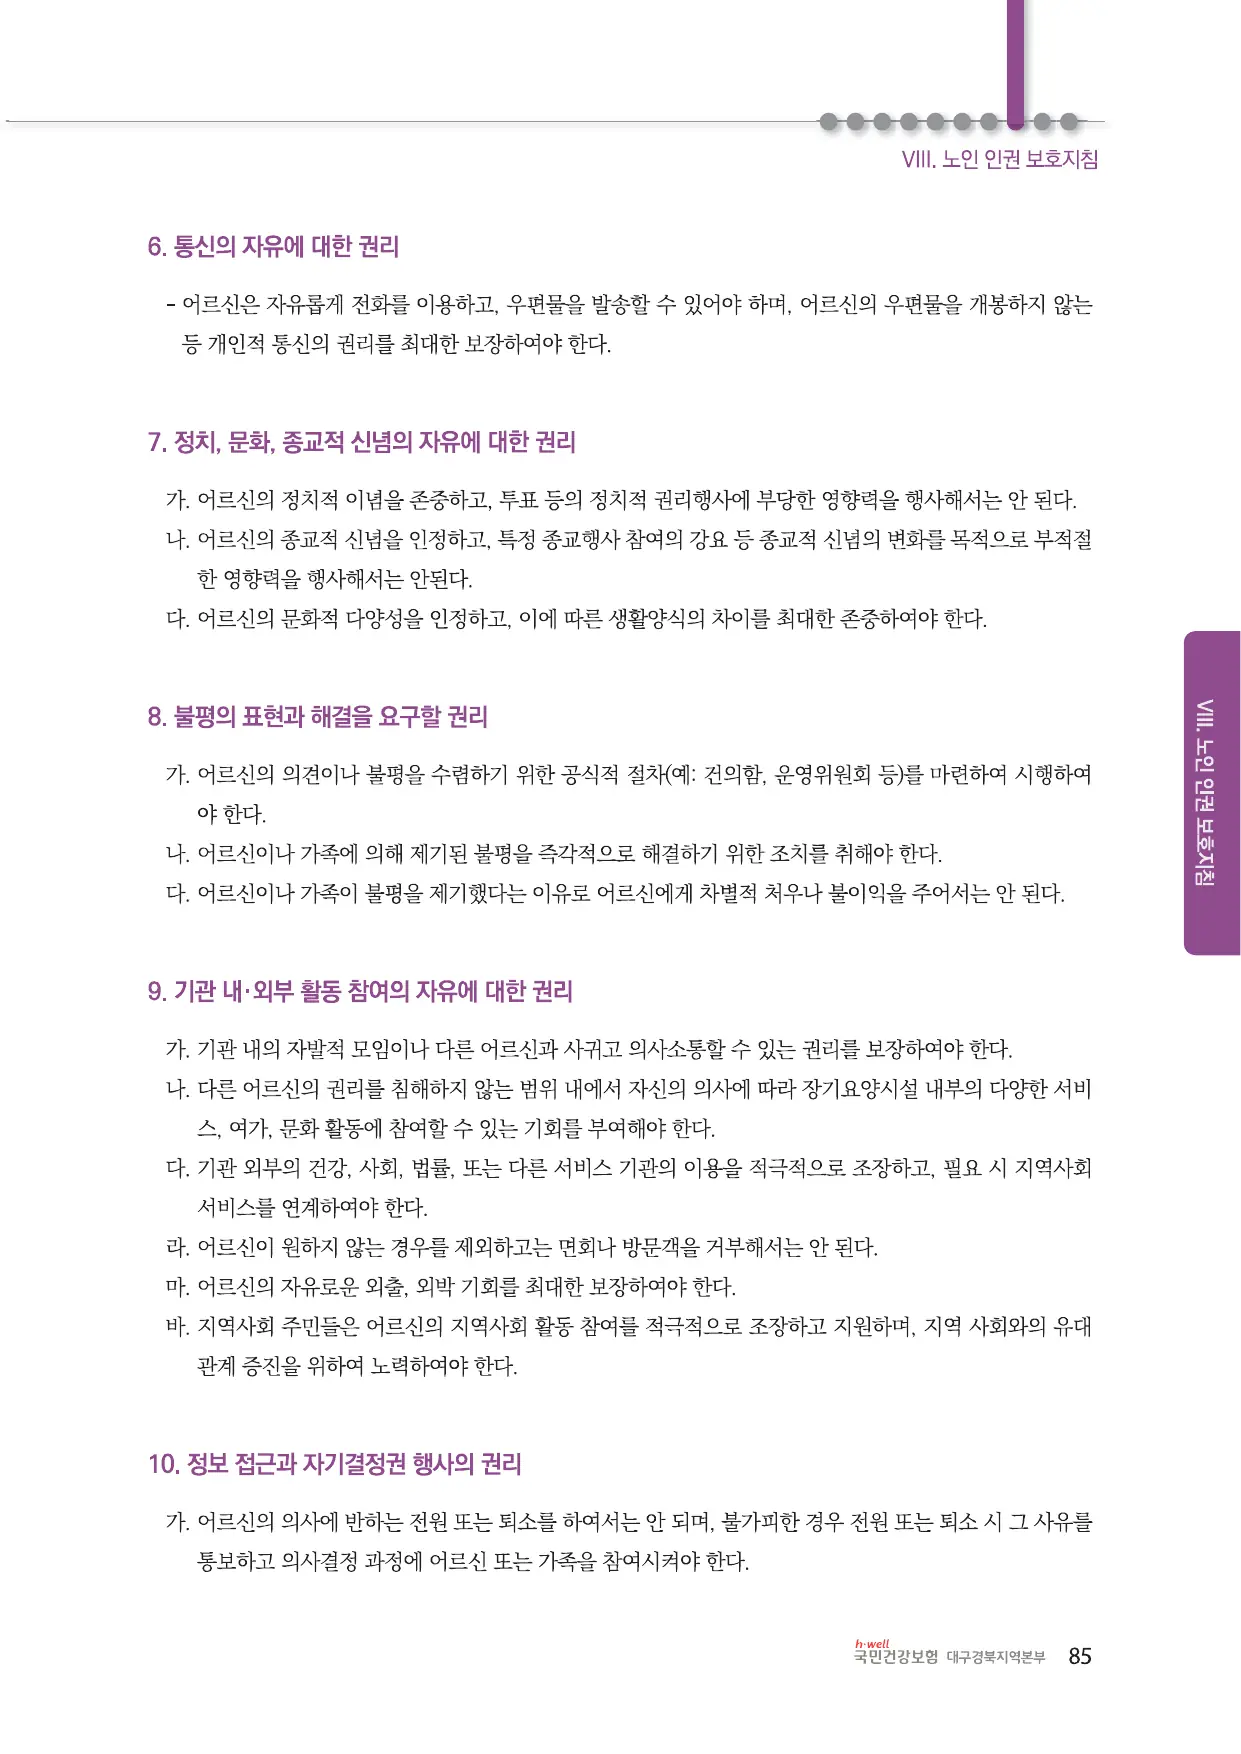 VIII. 노인 인권 보호지침
6. 통신의 자유에 대한 권리
- 어르신은 자유롭게 전화를 이용하고, 우편물을 발송할 수 있어야 하며, 어르신의 우편물을 개봉하지 않는
등 개인적 통신의 권리를 최대한 보장하여야 한다.
7. 정치, 문화, 종교적 신념의 자유에 대한 권리
가. 어르신의 정치적 이념을 존중하고, 투표 등의 정치적 권리행사에 부당한 영향력을 행사해서는 안 된다.
나. 어르신의 종교적 신념을 인정하고, 특정 종교행사 참여의 강요 등 종교적 신념의 변화를 목적으로 부적절
한 영향력을 행사해서는 안된다.
다. 어르신의 문화적 다양성을 인정하고, 이에 따른 생활양식의 차이를 최대한 존중하여야 한다.
8. 불평의 표현과 해결을 요구할 권리
가. 어르신의 의견이나 불평을 수렴하기 위한 공식적 절차(예: 건의함, 운영위원회 등)를 마련하여 시행하여
야 한다.
나. 어르신이나 가족에 의해 제기된 불평을 즉각적으로 해결하기 위한 조치를 취해야 한다.
다. 어르신이나 가족이 불평을 제기했다는 이유로 어르신에게 차별적 처우나 불이익을 주어서는 안 된다.
9. 기관 내·외부 활동 참여의 자유에 대한 권리
가. 기관 내의 자발적 모임이나 다른 어르신과 사귀고 의사소통할 수 있는 권리를 보장하여야 한다.
나. 다른 어르신의 권리를 침해하지 않는 범위 내에서 자신의 의사에 따라 장기요양시설 내부의 다양한 서비
스, 여가, 문화 활동에 참여할 수 있는 기회를 부여해야 한다.
다. 기관 외부의 건강, 사회, 법률, 또는 다른 서비스 기관의 이용을 적극적으로 조장하고, 필요 시 지역사회
서비스를 연계하여야 한다.
라. 어르신이 원하지 않는 경우를 제외하고는 면회나 방문객을 거부해서는 안 된다.
마. 어르신의 자유로운 외출, 외박 기회를 최대한 보장하여야 한다.
바. 지역사회 주민들은 어르신의 지역사회 활동 참여를 적극적으로 조장하고 지원하며, 지역 사회와의 유대
관계 증진을 위하여 노력하여야 한다.
10. 정보 접근과 자기결정권 행사의 권리
가. 어르신의 의사에 반하는 전원 또는 퇴소를 하여서는 안 되며, 불가피한 경우 전원 또는 퇴소 시 그 사유를
통보하고 의사결정 과정에 어르신 또는 가족을 참여시켜야 한다.
VIII. 노인 인권 보호지침
h·well
국민건강보험 대구경북지역본부 85